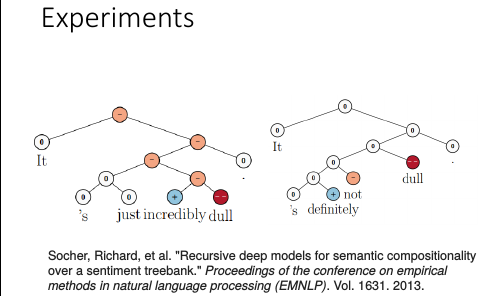 Experiments
0
-
0
It
-
-
0
.
0
-
0
's
0
just
+
incredibly
--
dull
0
0
It
0
0
0
.
0
--
dull
0
-
not
0
's
+
definitely
Socher, Richard, et al. "Recursive deep models for semantic compositionality
over a sentiment treebank." Proceedings of the conference on empirical
methods in natural language processing (EMNLP). Vol. 1631. 2013.